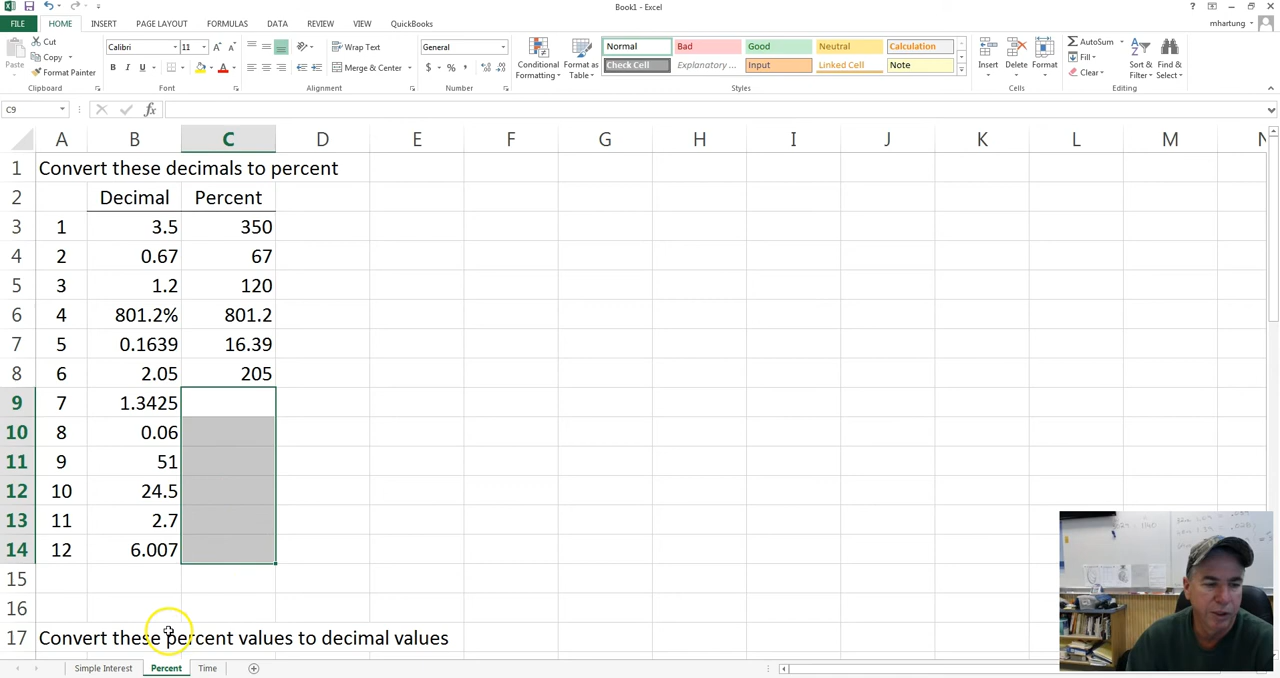 Book1 - Excel
FILE HOME INSERT PAGE LAYOUT FORMULAS DATA REVIEW VIEW QuickBooks mhartung
Paste Cut Copy Format Painter Clipboard
Calibri 11 B I U Font
Wrap Text Merge & Center Alignment
General $ % , Number
Conditional Formatting Format as Table
Normal Bad Good Neutral Calculation
Check Cell Explanatory ... Input Linked Cell Note
Styles
Insert Delete Format Cells
AutoSum Fill Clear Sort & Filter Find & Select Editing
C9 fx
A B C D E F G H I J K L M N
1 Convert these decimals to percent
2 Decimal Percent
3 1 3.5 350
4 2 0.67 67
5 3 1.2 120
6 4 801.2% 801.2
7 5 0.1639 16.39
8 6 2.05 205
9 7 1.3425
10 8 0.06
11 9 51
12 10 24.5
13 11 2.7
14 12 6.007
15
16
17 Convert these percent values to decimal values
Simple Interest Percent Time